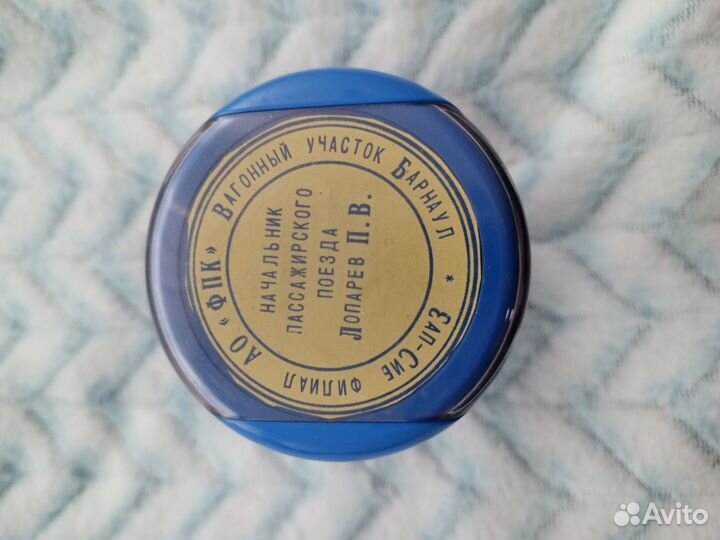 АО «ФПК» Вагонный участок Барнаул * Зап-Сиб филиал
НАЧАЛЬНИК
ПАССАЖИРСКОГО
ПОЕЗДА
ЛОПАРЕВ П.В.
Avito